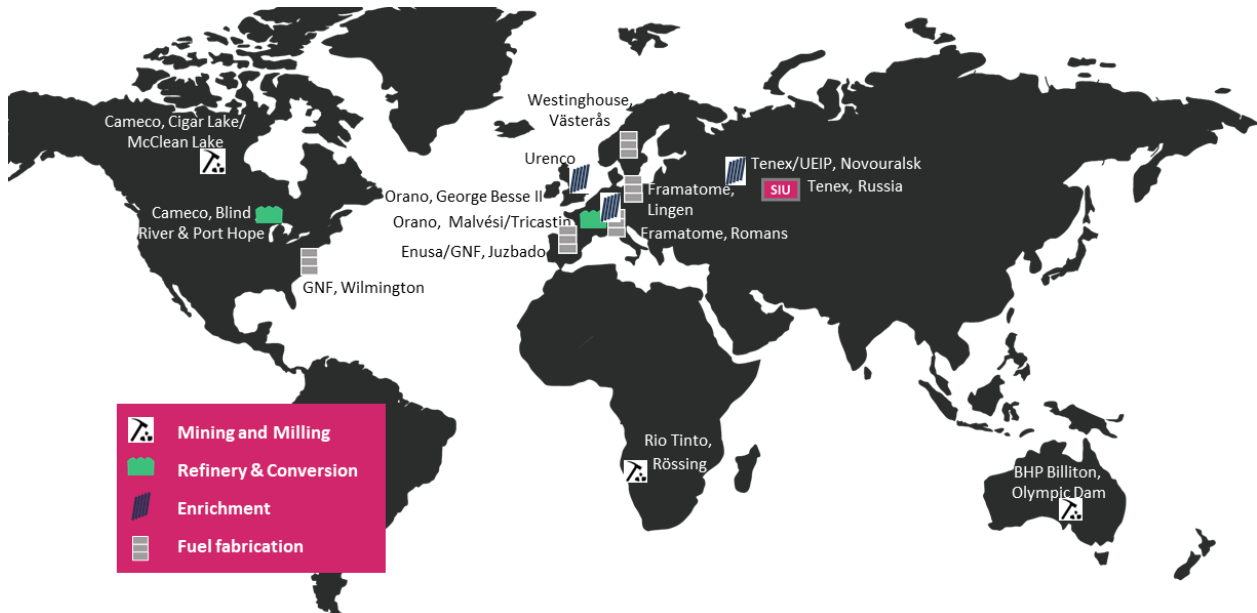 Cameco, Cigar Lake/
McClean Lake
Cameco, Blind
River & Port Hope
GNF, Wilmington
Westinghouse,
Västerås
Urenco
Orano, George Besse II
Orano, Malvési/Tricastin
Enusa/GNF, Juzbado
Framatome,
Lingen
Framatome, Romans
Tenex/UEIP, Novouralsk
SIU
Tenex, Russia
Rio Tinto,
Rössing
BHP Billiton,
Olympic Dam
Mining and Milling
Refinery & Conversion
Enrichment
Fuel fabrication